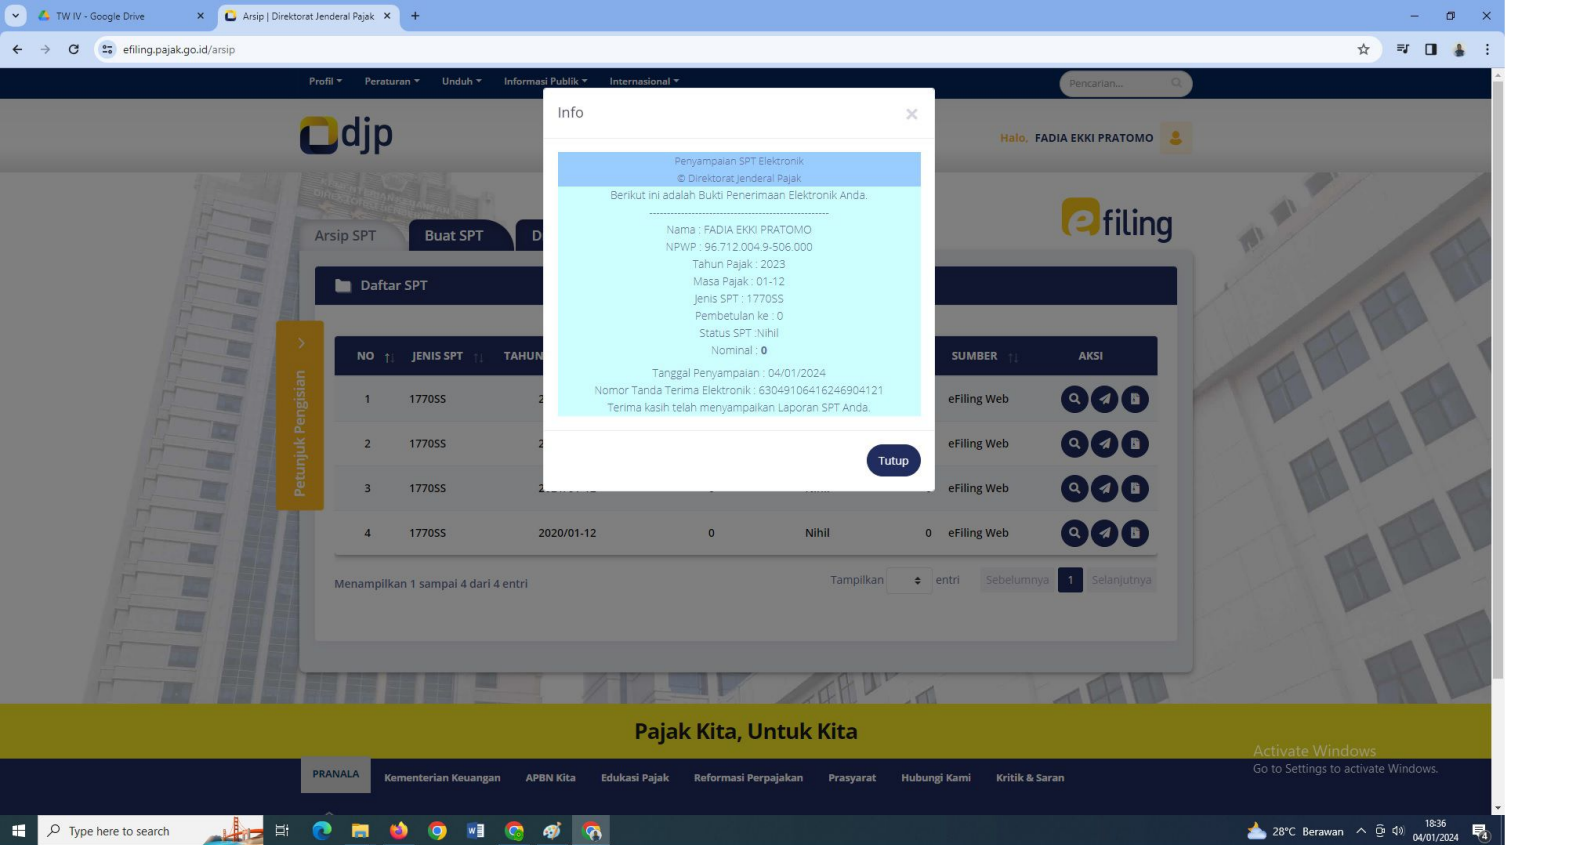 TW IV - Google Drive
Arsip | Direktorat Jenderal Pajak
efiling.pajak.go.id/arsip
Profil Peraturan Unduh Informasi Publik Internasional
Pencarian...
djp
Halo, FADIA EKKI PRATOMO
efiling
Arsip SPT Buat SPT D
Daftar SPT
Petunjuk Pengisian
NO JENIS SPT TAHUN SUMBER AKSI
1 1770SS 2 eFiling Web
2 1770SS 2 eFiling Web
3 1770SS eFiling Web
4 1770SS 2020/01-12 0 Nihil 0 eFiling Web
Menampilkan 1 sampai 4 dari 4 entri
Tampilkan entri Sebelumnya 1 Selanjutnya
Info
Penyampaian SPT Elektronik
© Direktorat Jenderal Pajak
Berikut ini adalah Bukti Penerimaan Elektronik Anda.
----------------------------------------------------
Nama : FADIA EKKI PRATOMO
NPWP : 96.712.004.9-506.000
Tahun Pajak : 2023
Masa Pajak : 01-12
Jenis SPT : 1770SS
Pembetulan ke : 0
Status SPT :Nihil
Nominal : 0
Tanggal Penyampaian : 04/01/2024
Nomor Tanda Terima Elektronik : 63049106416246904121
Terima kasih telah menyampaikan Laporan SPT Anda.
Tutup
Pajak Kita, Untuk Kita
PRANALA Kementerian Keuangan APBN Kita Edukasi Pajak Reformasi Perpajakan Prasyarat Hubungi Kami Kritik & Saran
Activate Windows
Go to Settings to activate Windows.
Type here to search
28°C Berawan
18:36
04/01/2024
4